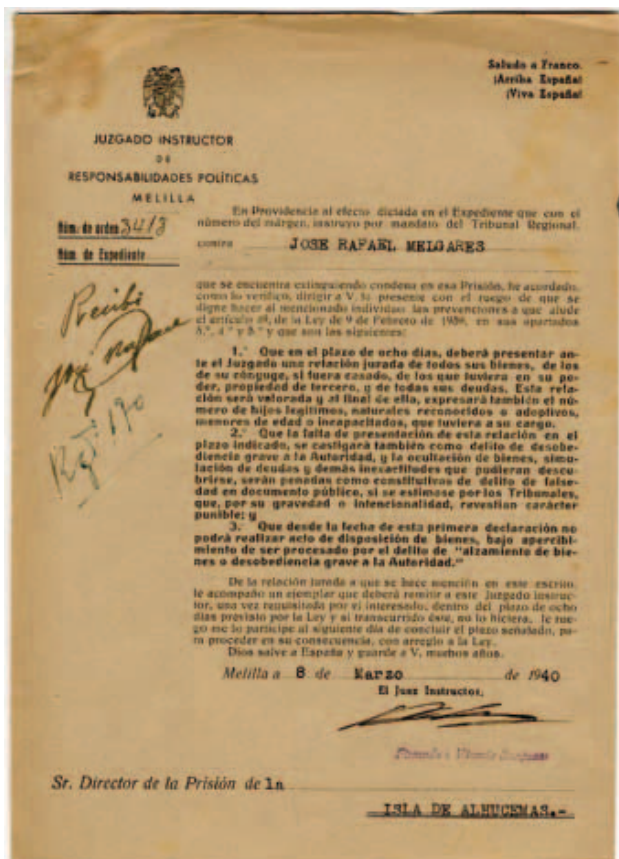 Saludo a Franco.
¡Arriba España!
¡Viva España!
JUZGADO INSTRUCTOR
DE
RESPONSABILIDADES POLÍTICAS
MELILLA
Núm. de orden 3413
Núm. de Expediente
En Providencia al efecto dictada en el Expediente que con el
número del márgen, instruyo por mandato del Tribunal Regional,
contra JOSE RAFAEL MELGARES
que se encuentra extinguiendo condena en esa Prisión, he acordado,
como lo verifico, dirigir a V. la presente con el ruego de que se
digne hacer al mencionado individuo las prevenciones a que alude
el artículo de la Ley de 9 de Febrero de 1939, en sus apartados
y que son las siguientes:
Recibí
José Rafael
1.° Que en el plazo de ocho días, deberá presentar an-
te el Juzgado una relación jurada de todos sus bienes, de los
de su cónyuge, si fuera casado, de los que tuviera en su po-
der, propiedad de tercero, y de todas sus deudas. Esta rela-
ción será valorada y al final de ella, expresará también el nú-
mero de hijos legítimos, naturales reconocidos o adoptivos,
menores de edad o incapacitados, que tuviera a su cargo.
2.° Que la falta de presentación de esta relación en el
plazo indicado, se castigará también como delito de desobe-
diencia grave a la Autoridad, y la ocultación de bienes, simu-
lación de deudas y demás inexactitudes que pudieran descu-
brirse, serán penadas como constitutivas de delito de false-
dad en documento público, si se estimase por los Tribunales,
que, por su gravedad o intencionalidad, revestían carácter
punible; y
3.° Que desde la fecha de esta primera declaración no
podrá realizar acto de disposición de bienes, bajo apercibi-
miento de ser procesado por el delito de "alzamiento de bie-
nes o desobediencia grave a la Autoridad."
De la relación jurada a que se hace mención en este escrito,
le acompaño un ejemplar que deberá remitir a este Juzgado instruc-
tor, una vez requisitada por el interesado, dentro del plazo de ocho
días previsto por la Ley y si transcurrido éste, no lo hiciera, le rue-
go me lo participe al siguiente día de concluir el plazo señalado, pa-
ra proceder en su consecuencia, con arreglo a la Ley.
Dios salve a España y guarde a V. muchos años.
Melilla a 8 de Marzo de 1940
El Juez Instructor,
Sr. Director de la Prisión de la
ISLA DE ALHUCEMAS.-